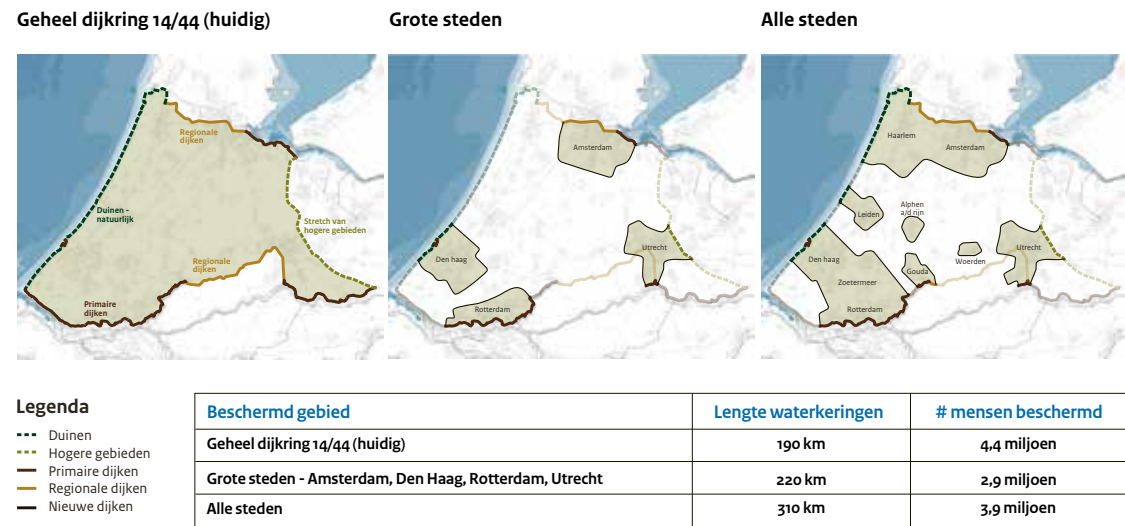 Geheel dijkring 14/44 (huidig)
Grote steden
Alle steden
Regionale
dijken
Duinen -
natuurlijk
Stretch van
hogere gebieden
Regionale
dijken
Primaire
dijken
Amsterdam
Den haag
Utrecht
Rotterdam
Haarlem
Amsterdam
Leiden
Alphen
a/d rijn
Den haag
Utrecht
Woerden
Gouda
Zoetermeer
Rotterdam
Legenda
Duinen
Hogere gebieden
Primaire dijken
Regionale dijken
Nieuwe dijken
Beschermd gebied Lengte waterkeringen # mensen beschermd
Geheel dijkring 14/44 (huidig) 190 km 4,4 miljoen
Grote steden - Amsterdam, Den Haag, Rotterdam, Utrecht 220 km 2,9 miljoen
Alle steden 310 km 3,9 miljoen